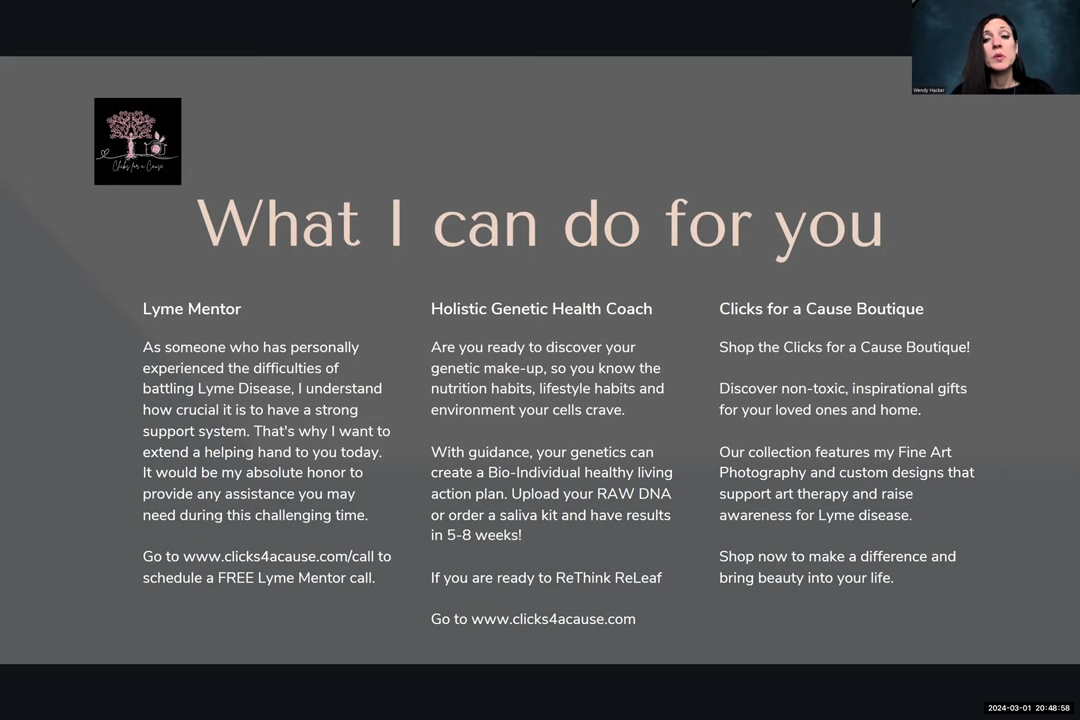 Wendy Hacker
Clicks for a Cause
What I can do for you
Lyme Mentor
As someone who has personally
experienced the difficulties of
battling Lyme Disease, I understand
how crucial it is to have a strong
support system. That's why I want to
extend a helping hand to you today.
It would be my absolute honor to
provide any assistance you may
need during this challenging time.
Go to www.clicks4acause.com/call to
schedule a FREE Lyme Mentor call.
Holistic Genetic Health Coach
Are you ready to discover your
genetic make-up, so you know the
nutrition habits, lifestyle habits and
environment your cells crave.
With guidance, your genetics can
create a Bio-Individual healthy living
action plan. Upload your RAW DNA
or order a saliva kit and have results
in 5-8 weeks!
If you are ready to ReThink ReLeaf
Go to www.clicks4acause.com
Clicks for a Cause Boutique
Shop the Clicks for a Cause Boutique!
Discover non-toxic, inspirational gifts
for your loved ones and home.
Our collection features my Fine Art
Photography and custom designs that
support art therapy and raise
awareness for Lyme disease.
Shop now to make a difference and
bring beauty into your life.
2024-03-01 20:48:58